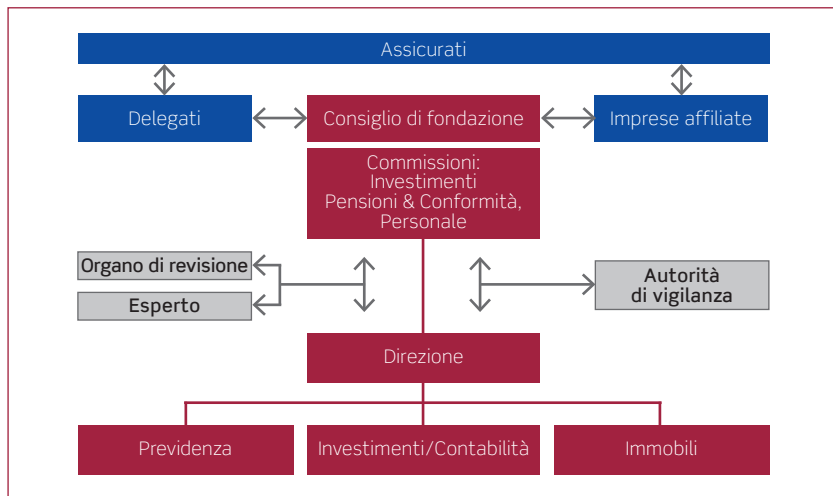 Assicurati
Delegati
Consiglio di fondazione
Imprese affiliate
Commissioni:
Investimenti
Pensioni & Conformità,
Personale
Organo di revisione
Esperto
Autorità
di vigilanza
Direzione
Previdenza
Investimenti/Contabilità
Immobili